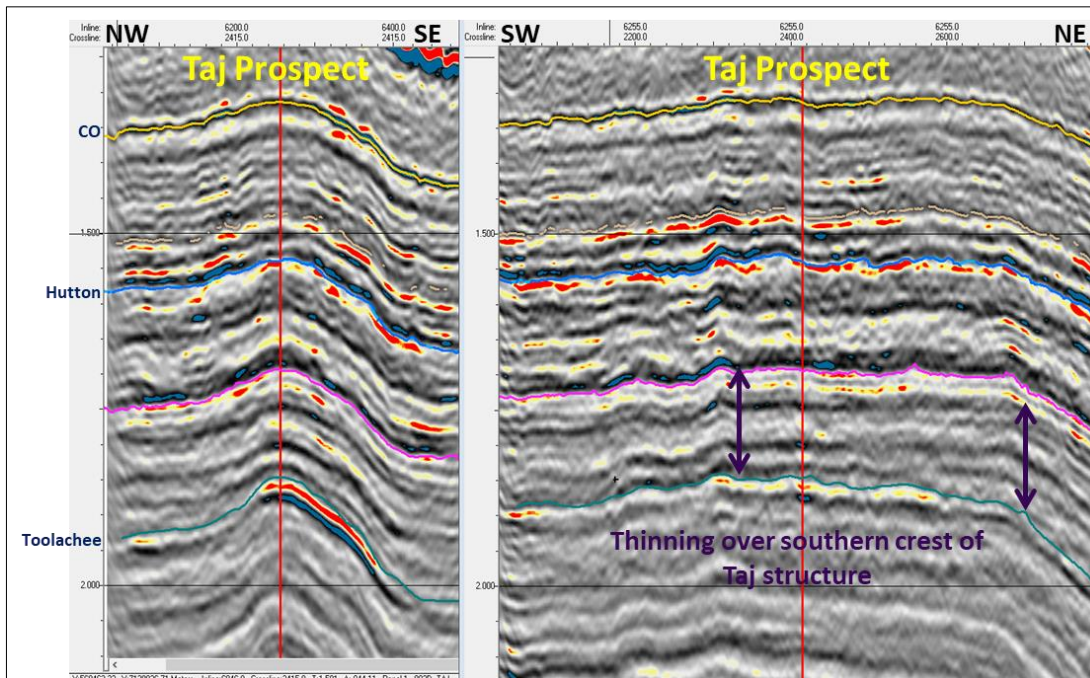 Inline: 6200.0 6400.0
Crossline: 2415.0 2415.0
NW SE
Taj Prospect
CO
1.500
Hutton
Toolachee
2.000
Inline: 6255.0 6255.0 6255.0
Crossline: 2200.0 2400.0 2600.0
SW NE
Taj Prospect
1.500
Thinning over southern crest of
Taj structure
2.000